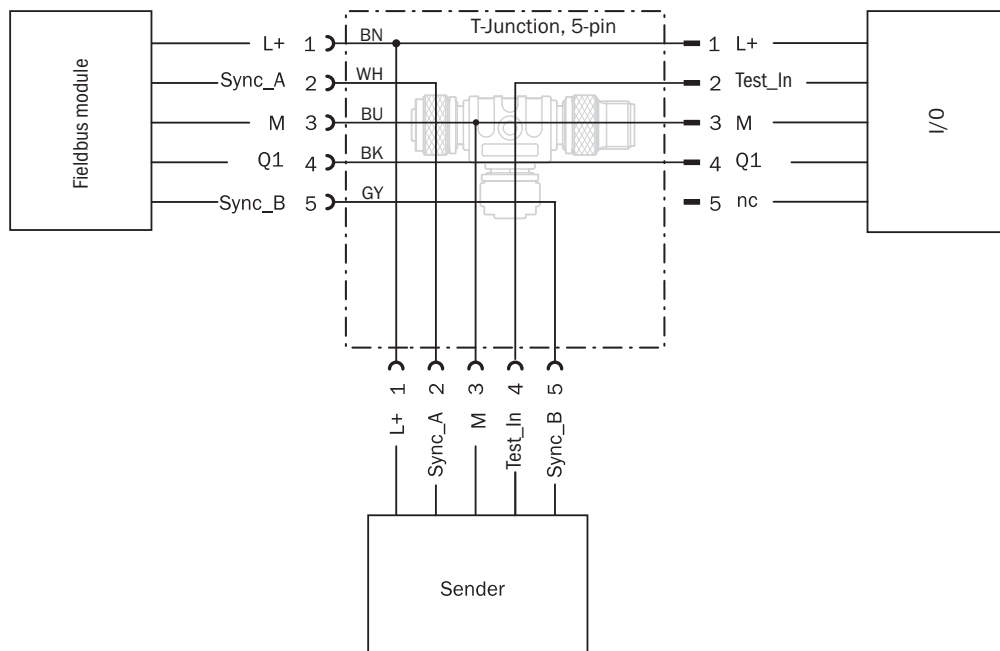 T-Junction, 5-pin
Fieldbus module
L+ 1 BN
Sync_A 2 WH
M 3 BU
Q1 4 BK
Sync_B 5 GY
1 L+
2 Test_In
3 M
4 Q1
5 nc
I/O
1 L+
2 Sync_A
3 M
4 Test_In
5 Sync_B
Sender